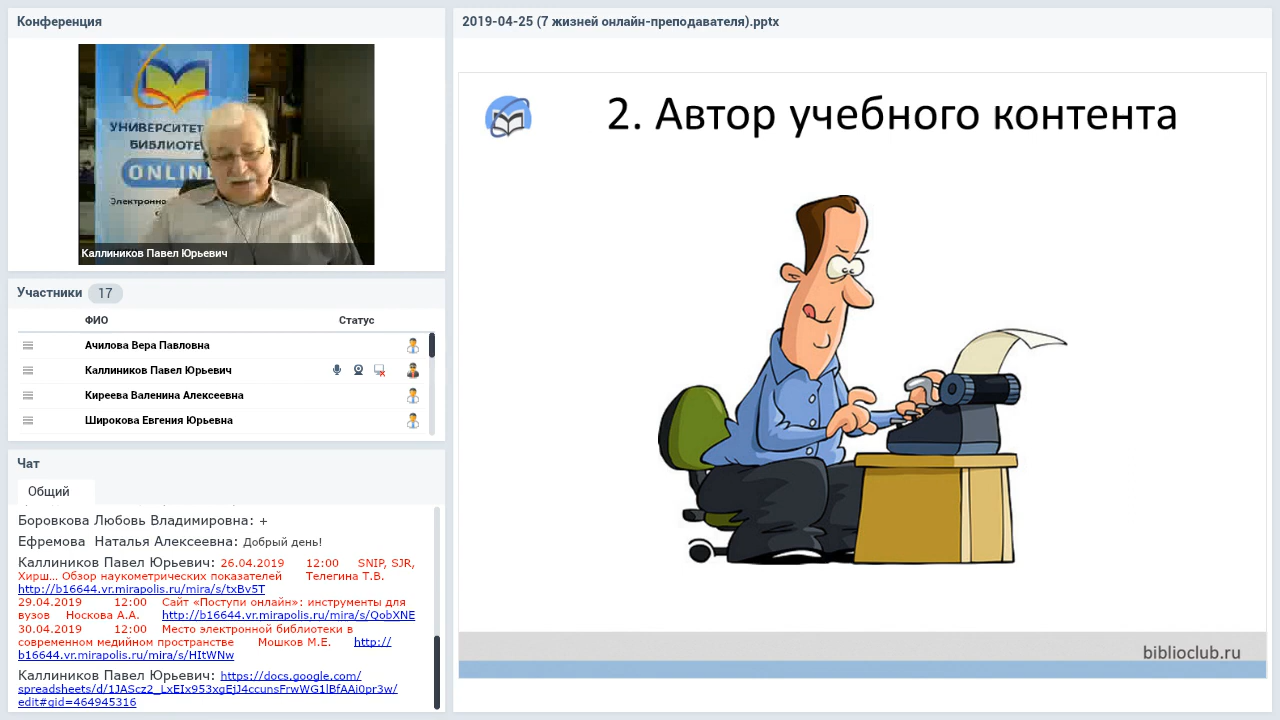 Конференция
УНИВЕРСИТЕТ
БИБЛИОТЕ
ONLIN
Электронно
Каллиников Павел Юрьевич
Участники 17
ФИО Статус
Ачилова Вера Павловна
Каллиников Павел Юрьевич
Киреева Валенина Алексеевна
Широкова Евгения Юрьевна
Чат
Общий
Боровкова Любовь Владимировна: +
Ефремова Наталья Алексеевна: Добрый день!
Каллиников Павел Юрьевич: 26.04.2019 12:00 SNIP, SJR,
Хирш... Обзор наукометрических показателей Телегина Т.В.
http://b16644.vr.mirapolis.ru/mira/s/txBv5T
29.04.2019 12:00 Сайт «Поступи онлайн»: инструменты для
вузов Носкова А.А. http://b16644.vr.mirapolis.ru/mira/s/QobXNE
30.04.2019 12:00 Место электронной библиотеки в
современном медийном пространстве Мошков М.Е. http://
b16644.vr.mirapolis.ru/mira/s/HItWNw
Каллиников Павел Юрьевич: https://docs.google.com/
spreadsheets/d/1JAScz2_LxEIx953xgEjJ4ccunsFrwWG1lBfAAi0pr3w/
edit#gid=464945316
2019-04-25 (7 жизней онлайн-преподавателя).pptx
2. Автор учебного контента
biblioclub.ru